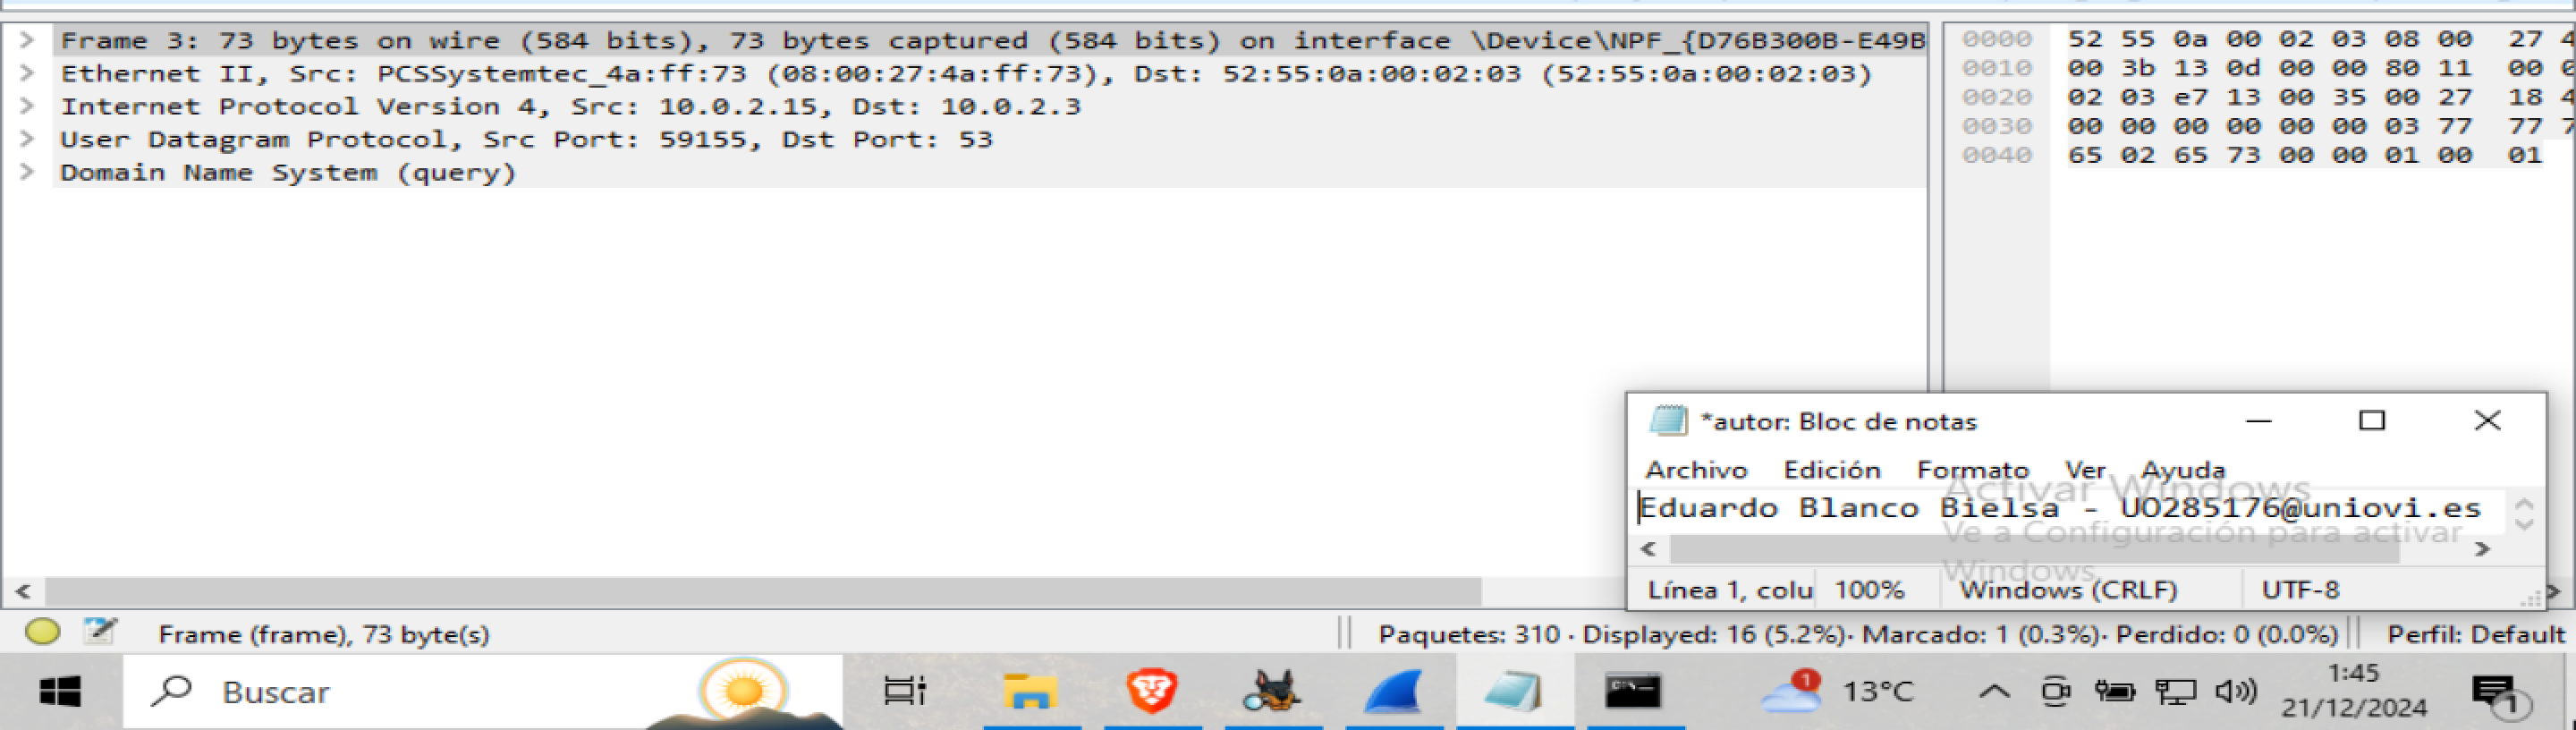 Frame 3: 73 bytes on wire (584 bits), 73 bytes captured (584 bits) on interface \Device\NPF_{D76B300B-E49B
Ethernet II, Src: PCSSystemtec_4a:ff:73 (08:00:27:4a:ff:73), Dst: 52:55:0a:00:02:03 (52:55:0a:00:02:03)
Internet Protocol Version 4, Src: 10.0.2.15, Dst: 10.0.2.3
User Datagram Protocol, Src Port: 59155, Dst Port: 53
Domain Name System (query)
0000 52 55 0a 00 02 03 08 00 27
0010 00 3b 13 0d 00 00 80 11 00
0020 02 03 e7 13 00 35 00 27 18
0030 00 00 00 00 00 00 03 77 77
0040 65 02 65 73 00 00 01 00 01
*autor: Bloc de notas
Archivo Edición Formato Ver Ayuda
Eduardo Blanco Bielsa - UO285176@uniovi.es
Activar Windows
Ve a Configuración para activar
Windows.
Línea 1, colu 100% Windows (CRLF) UTF-8
Frame (frame), 73 byte(s) Paquetes: 310 · Displayed: 16 (5.2%)· Marcado: 1 (0.3%)· Perdido: 0 (0.0%) Perfil: Default
Buscar 1 13°C 1:45
21/12/2024 1